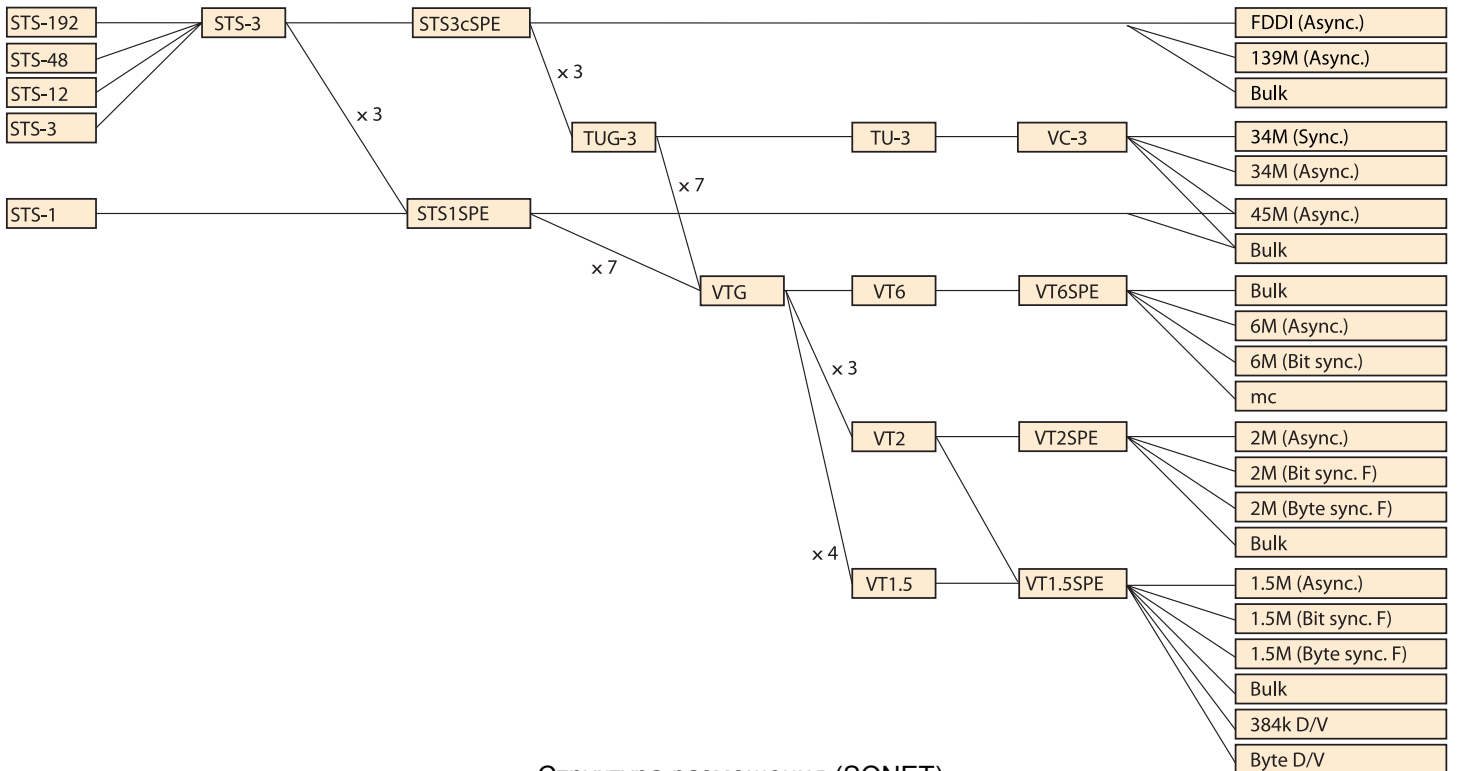 STS-192
STS-3
STS3cSPE
FDDI (Async.)
STS-48
139M (Async.)
x 3
STS-12
Bulk
x 3
STS-3
TUG-3
TU-3
VC-3
34M (Sync.)
34M (Async.)
x 7
STS-1
STS1SPE
45M (Async.)
Bulk
x 7
VTG
VT6
VT6SPE
Bulk
6M (Async.)
6M (Bit sync.)
x 3
mc
VT2
VT2SPE
2M (Async.)
2M (Bit sync. F)
2M (Byte sync. F)
Bulk
x 4
VT1.5
VT1.5SPE
1.5M (Async.)
1.5M (Bit sync. F)
1.5M (Byte sync. F)
Bulk
384k D/V
Byte D/V
Структура размещения (SONET)